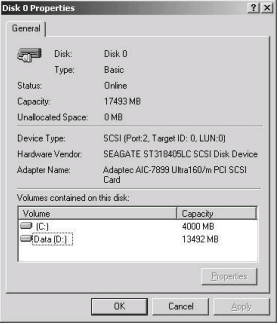 Disk 0 Properties
General
Disk: Disk 0
Type: Basic
Status: Online
Capacity: 17493 MB
Unallocated Space: 0 MB
Device Type: SCSI (Port:2, Target ID: 0, LUN:0)
Hardware Vendor: SEAGATE ST318405LC SCSI Disk Device
Adapter Name: Adaptec AIC-7899 Ultra160/m PCI SCSI
Card
Volumes contained on this disk:
Volume Capacity
(C:) 4000 MB
Data (D:) 13492 MB
Properties
OK Cancel Apply